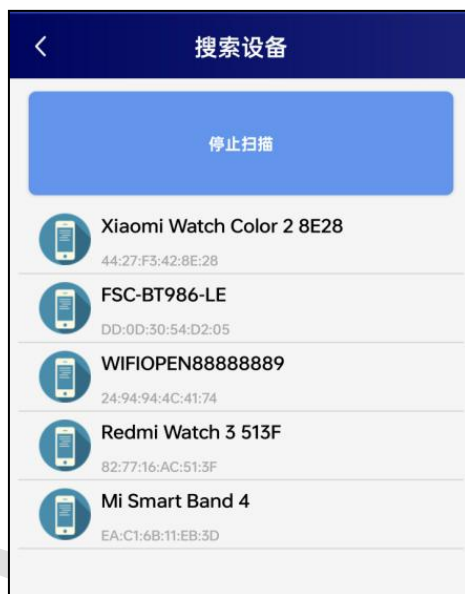 搜索设备
停止扫描
Xiaomi Watch Color 2 8E28
44:27:F3:42:8E:28
FSC-BT986-LE
DD:0D:30:54:D2:05
WIFIOPEN88888889
24:94:94:4C:41:74
Redmi Watch 3 513F
82:77:16:AC:51:3F
Mi Smart Band 4
EA:C1:6B:11:EB:3D